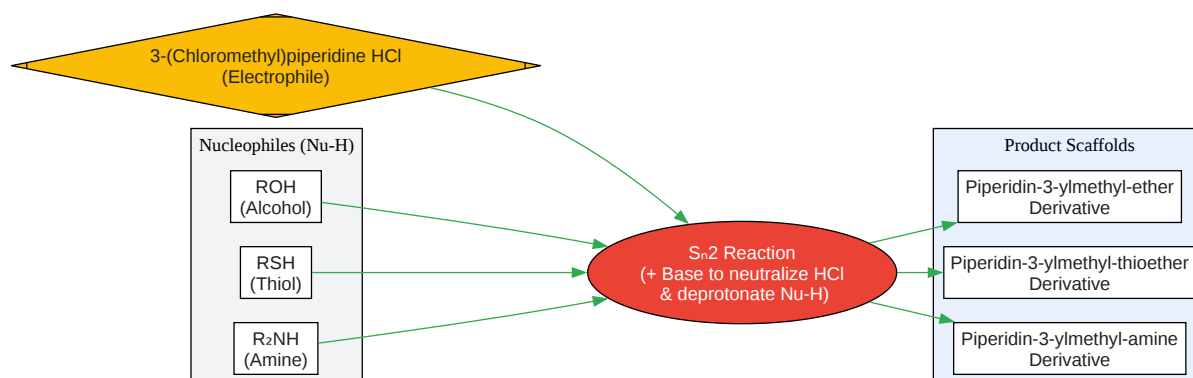 3-(Chloromethyl)piperidine HCl
(Electrophile)
Nucleophiles (Nu-H)
ROH
(Alcohol)
RSH
(Thiol)
R₂NH
(Amine)
Sₙ2 Reaction
(+ Base to neutralize HCl
& deprotonate Nu-H)
Product Scaffolds
Piperidin-3-ylmethyl-ether
Derivative
Piperidin-3-ylmethyl-thioether
Derivative
Piperidin-3-ylmethyl-amine
Derivative